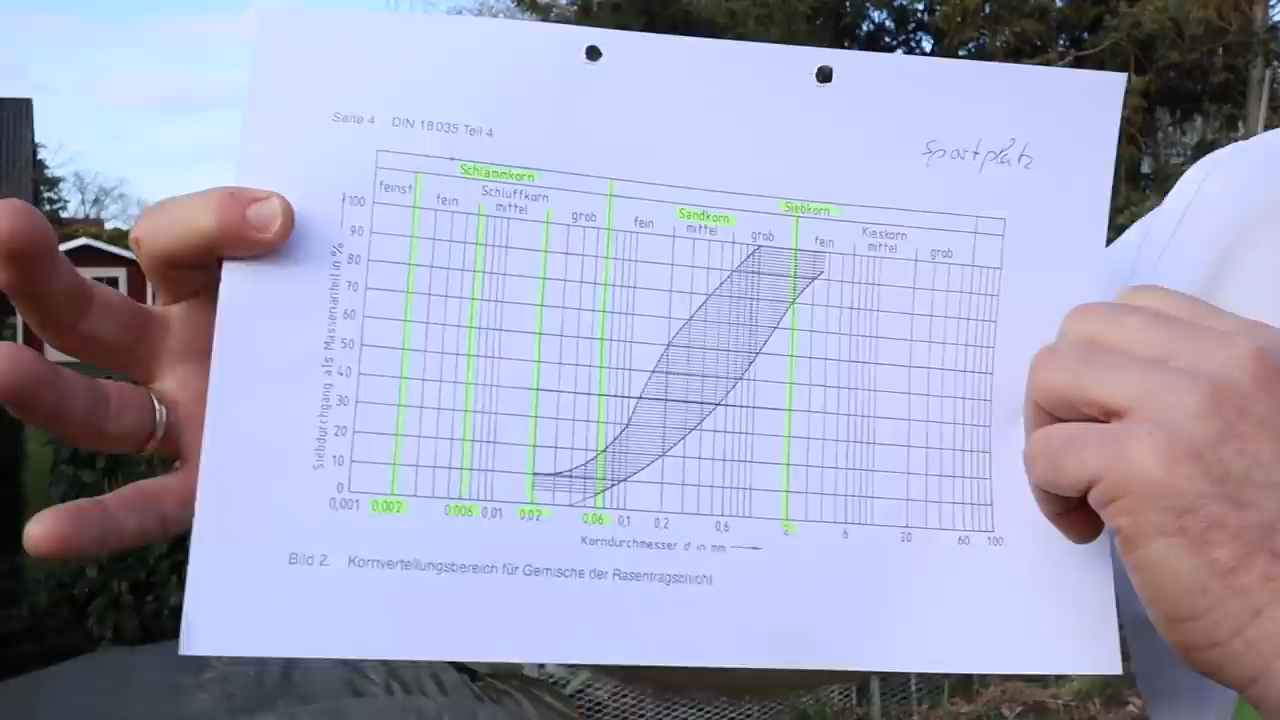 Seite 4 DIN 18035 Teil 4
Sportplatz
Schlämmkorn Siebkorn
feinst Schluffkorn Sandkorn Kieskorn
fein mittel grob fein mittel grob fein mittel grob
Siebdurchgang als Massenanteil in %
100
90
80
70
60
50
40
30
20
10
0
0,001 0,002 0,006 0,01 0,02 0,06 0,1 0,2 0,6 2 6 20 60 100
Korndurchmesser d in mm
Bild 2. Kornverteilungsbereich für Gemische der Rasentragschicht